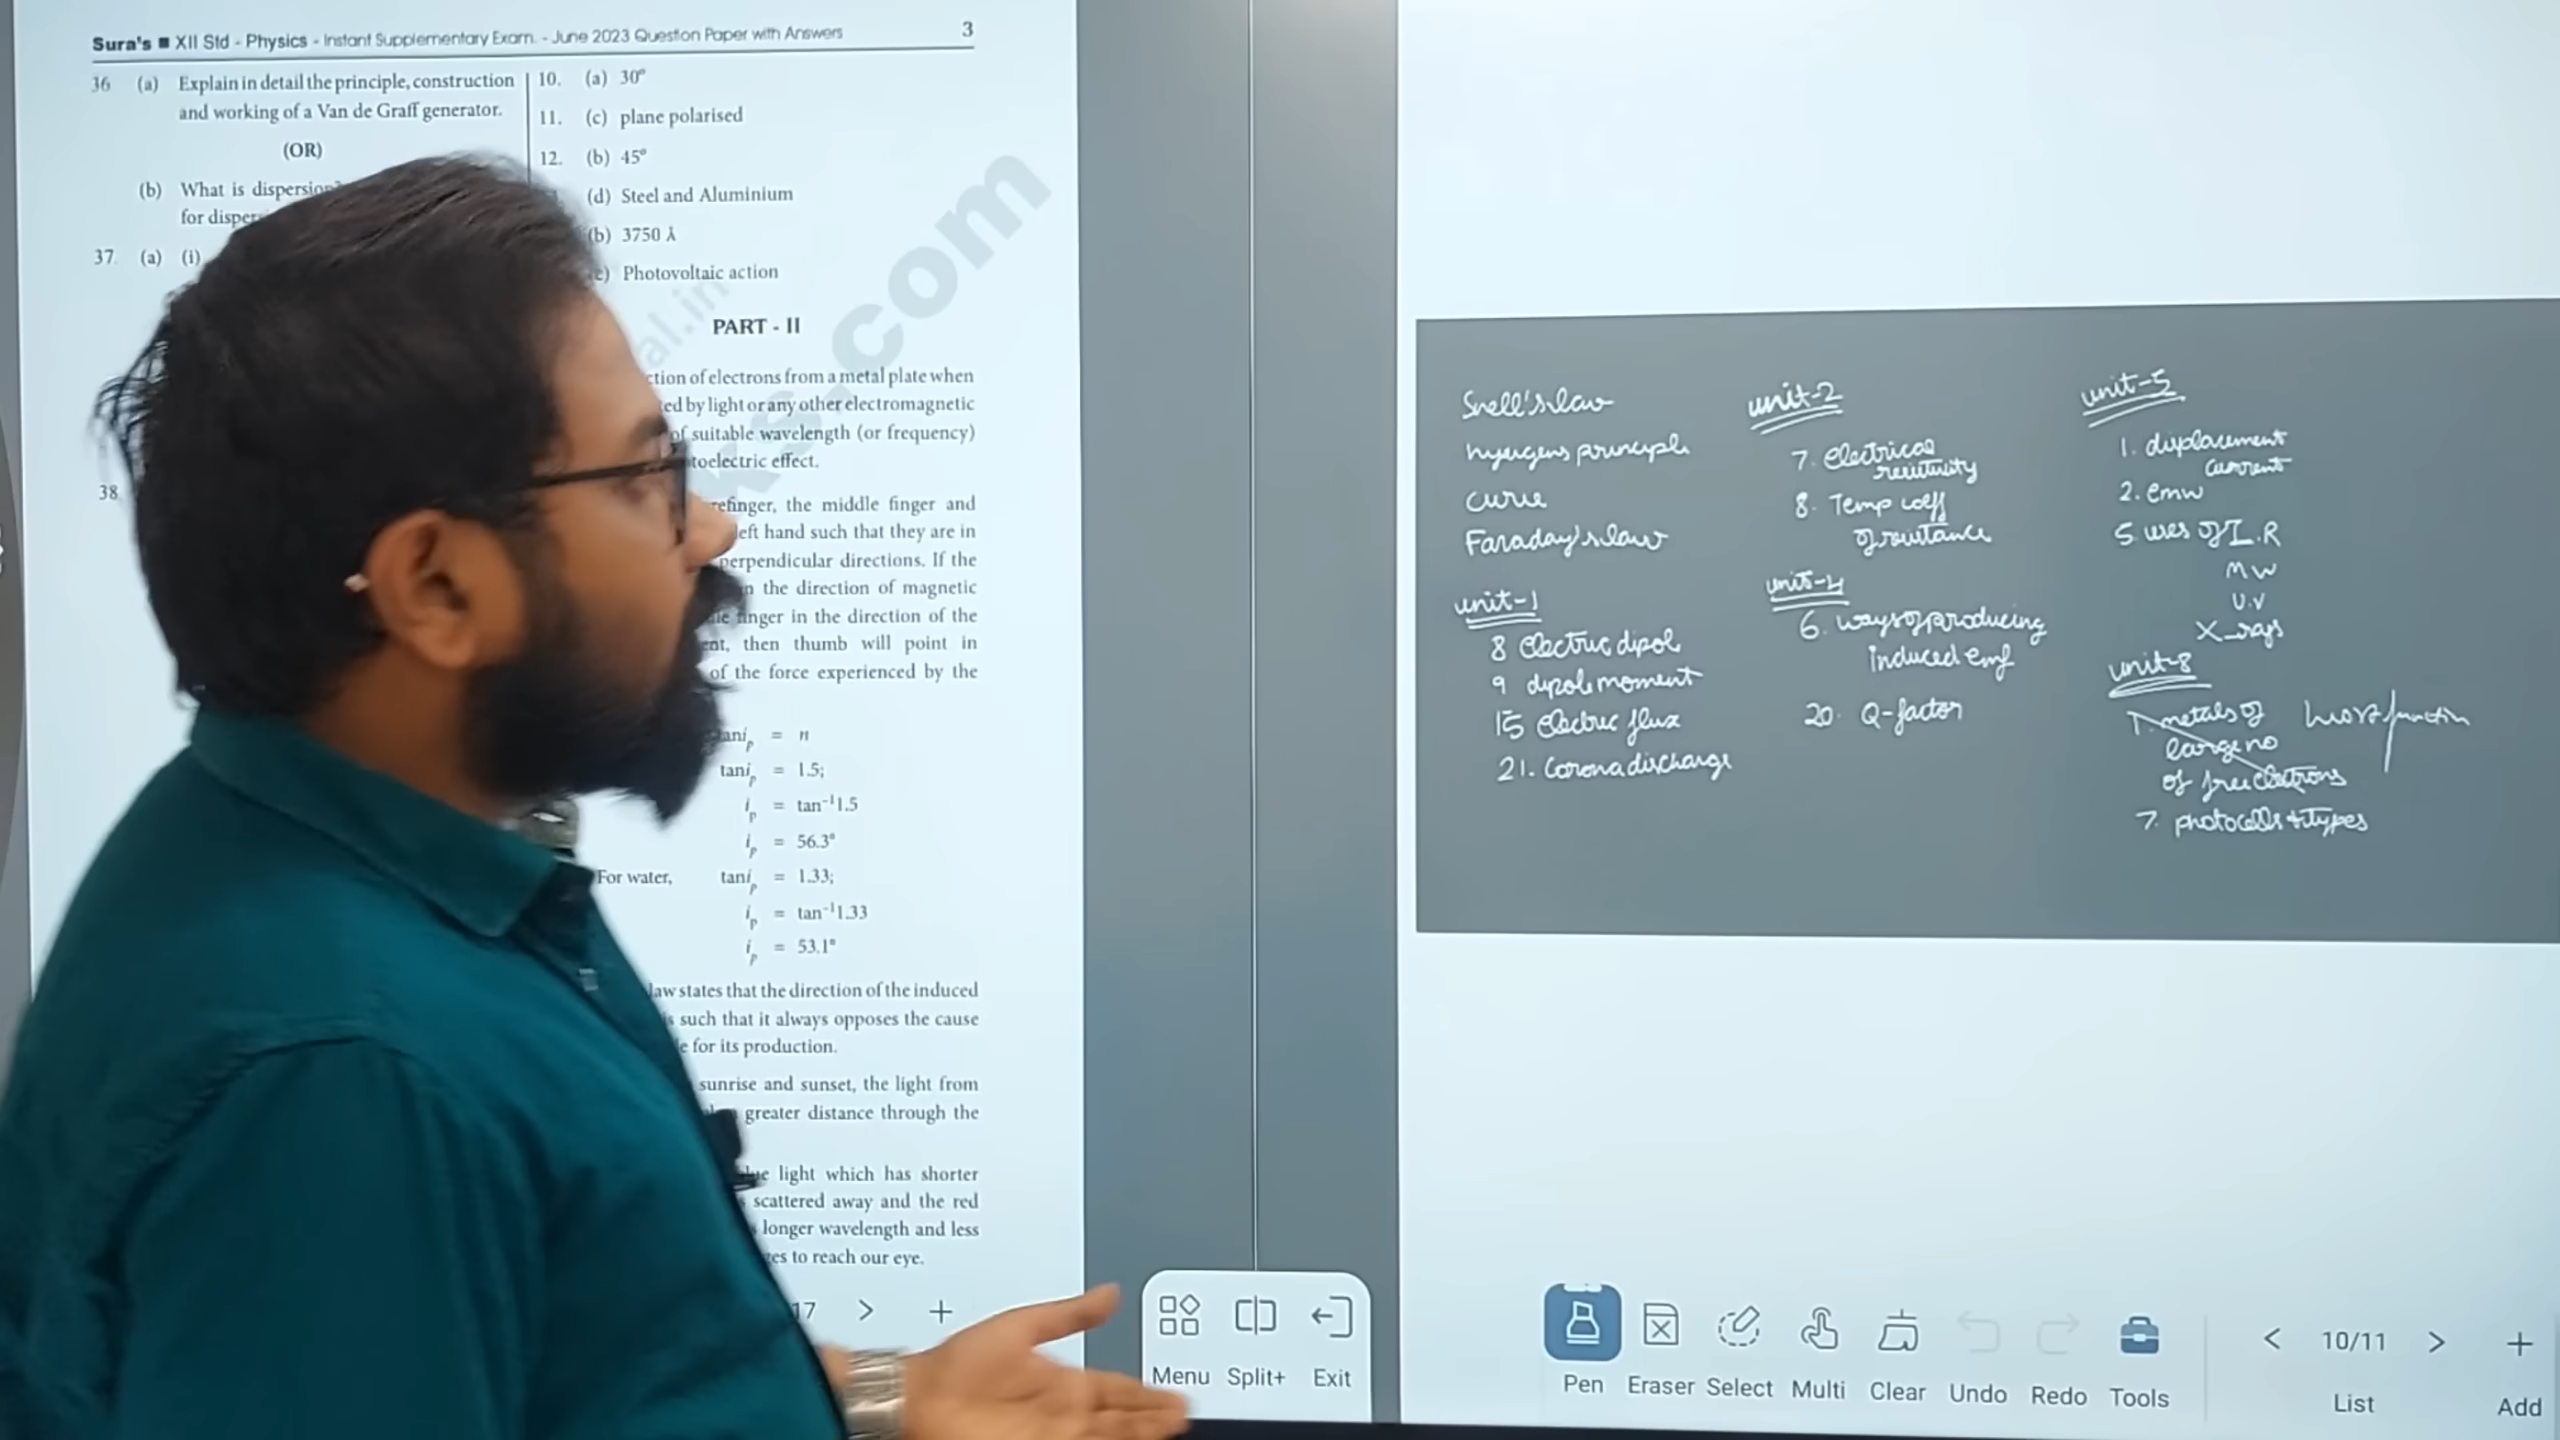 Sura's ■ XII Std - Physics - Instant Supplementary Exam. - June 2023 Question Paper with Answers
3
36 (a) Explain in detail the principle, construction
and working of a Van de Graff generator.
(OR)
(b) What is dispersion?
for disper
37. (a) (i)
38
10. (a) 30°
11. (c) plane polarised
12. (b) 45°
(d) Steel and Aluminium
(b) 3750 Å
Photovoltaic action
PART - II
ction of electrons from a metal plate when
ed by light or any other electromagnetic
of suitable wavelength (or frequency)
toelectric effect.
refinger, the middle finger and
left hand such that they are in
perpendicular directions. If the
the direction of magnetic
finger in the direction of the
then thumb will point in
of the force experienced by the
tan i_p = n
tan i_p = 1.5;
i_p = tan⁻¹1.5
i_p = 56.3°
For water, tan i_p = 1.33;
i_p = tan⁻¹1.33
i_p = 53.1°
law states that the direction of the induced
such that it always opposes the cause
for its production.
sunrise and sunset, the light from
greater distance through the
light which has shorter
scattered away and the red
longer wavelength and less
to reach our eye.
17 > +
Menu Split+ Exit
Snell's law
huygens principle
curie
Faraday's law
unit-1
8 Electric dipol
9 dipole moment
15 Electric flux
21. Corona discharge
unit-2
7. Electrical
resistivity
8. Temp coeff
of resistance
unit-4
6. ways of producing
Induced emf
20. Q-factor
unit-5
1. displacement
current
2. emw
5 uses of I.R
MW
U.V
X-rays
unit-8
1. metals of
large no
of free electrons
7. photocells & types
Pen Eraser Select Multi Clear Undo Redo Tools
< 10/11 > +
List Add